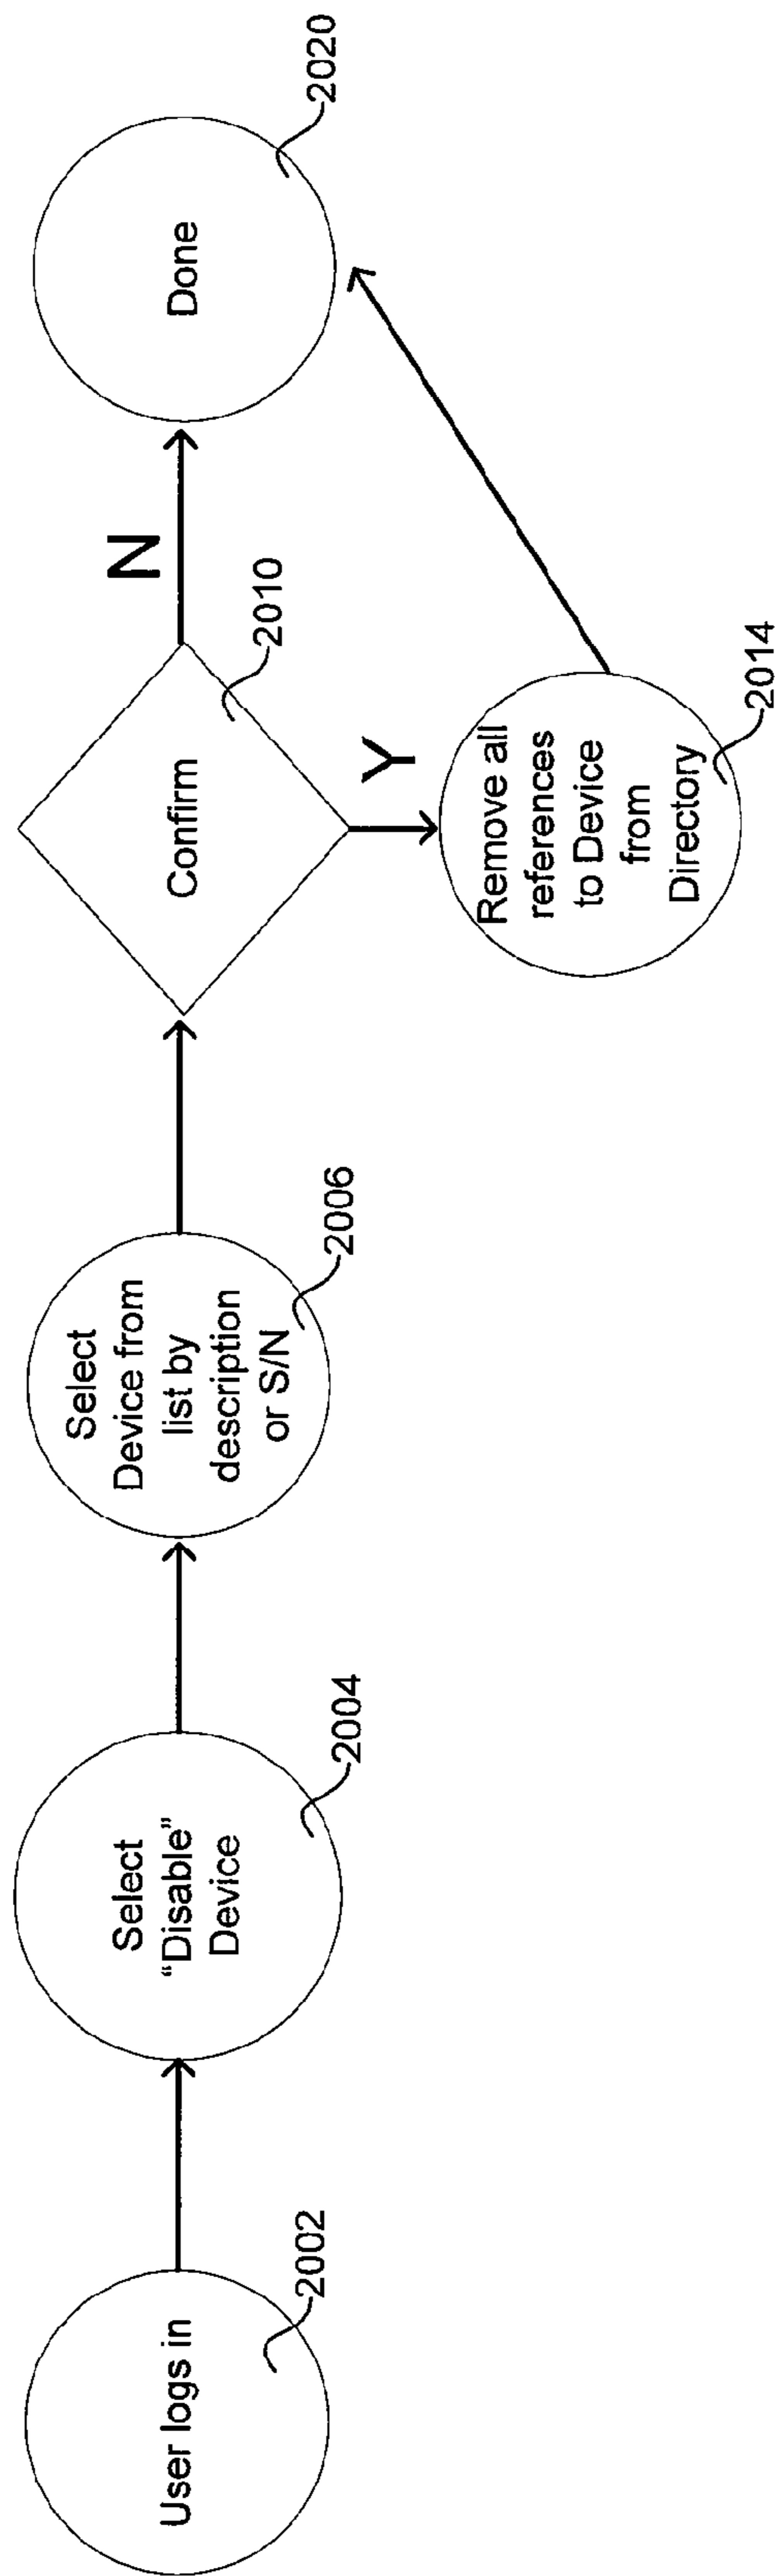 User logs in
2002
Select
“Disable”
Device
2004
Select
Device from
list by
description
or S/N
2006
Confirm
2010
N
Y
Remove all
references
to Device
from
Directory
2014
Done
2020